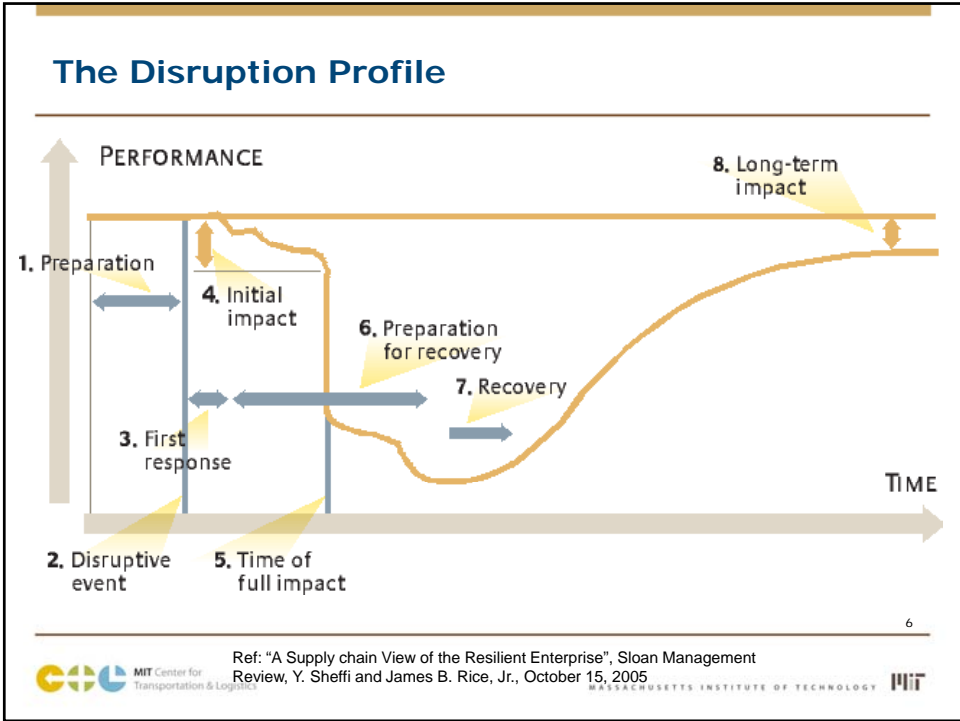 The Disruption Profile
PERFORMANCE
8. Long-term
impact
1. Preparation
4. Initial
impact
6. Preparation
for recovery
7. Recovery
3. First
response
TIME
2. Disruptive
event
5. Time of
full impact
6
Ref: “A Supply chain View of the Resilient Enterprise”, Sloan Management
Review, Y. Sheffi and James B. Rice, Jr., October 15, 2005
MIT Center for
Transportation & Logistics
MASSACHUSETTS INSTITUTE OF TECHNOLOGY
MIT